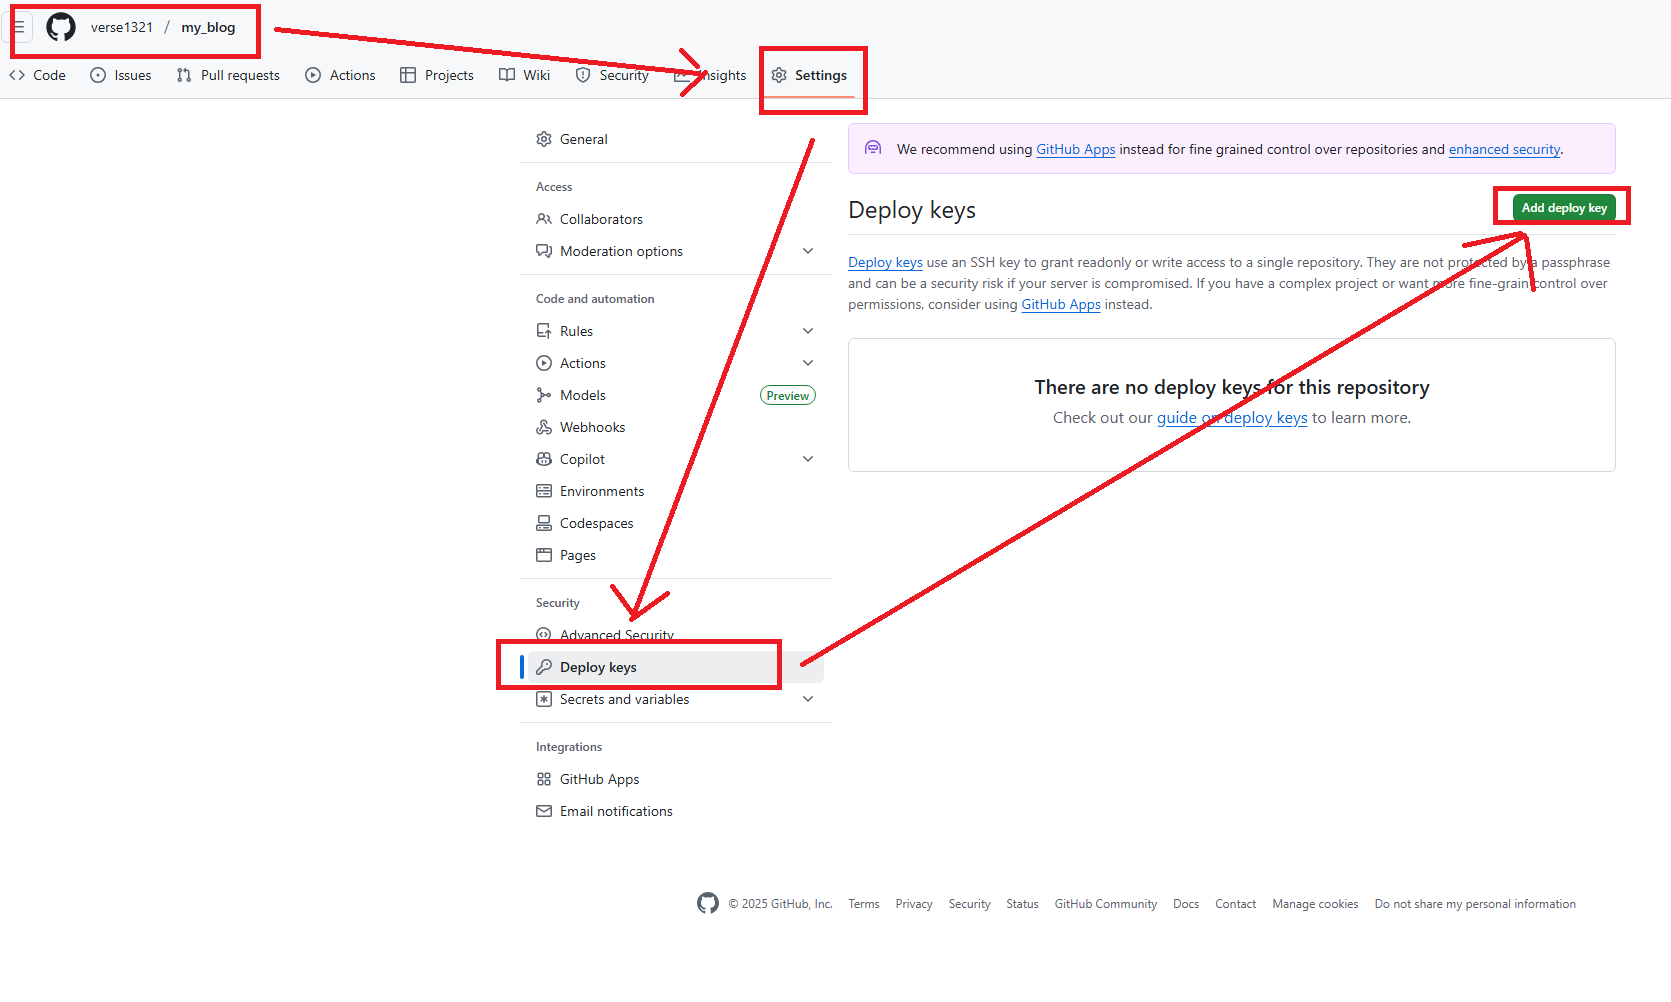 verse1321 / my_blog
Code Issues Pull requests Actions Projects Wiki Security Insights Settings
General
Access
Collaborators
Moderation options
Code and automation
Rules
Actions
Models Preview
Webhooks
Copilot
Environments
Codespaces
Pages
Security
Advanced Security
Deploy keys
Secrets and variables
Integrations
GitHub Apps
Email notifications
We recommend using GitHub Apps instead for fine grained control over repositories and enhanced security.
Deploy keys
Add deploy key
Deploy keys use an SSH key to grant readonly or write access to a single repository. They are not protected by a passphrase
and can be a security risk if your server is compromised. If you have a complex project or want more fine-grain control over
permissions, consider using GitHub Apps instead.
There are no deploy keys for this repository
Check out our guide on deploy keys to learn more.
© 2025 GitHub, Inc. Terms Privacy Security Status GitHub Community Docs Contact Manage cookies Do not share my personal information